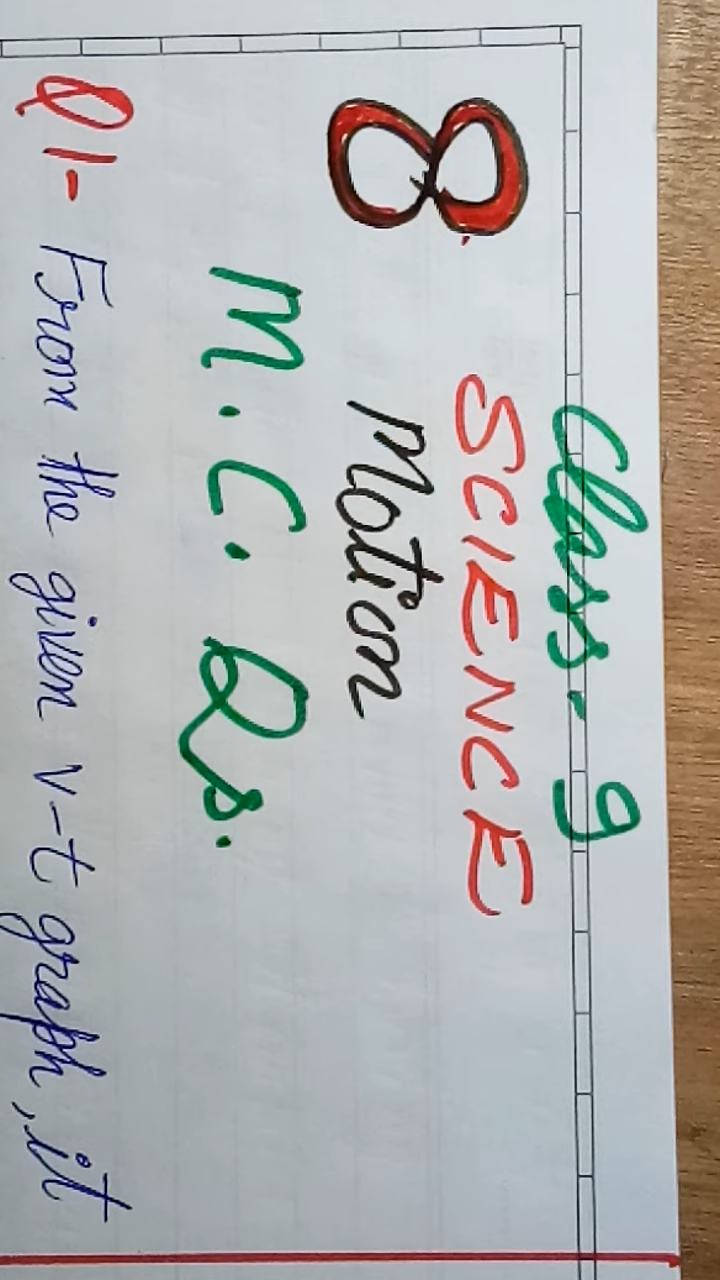 Class. 9
SCIENCE
8. Motion
M. C. Qs.
Q1- From the given v-t graph, it